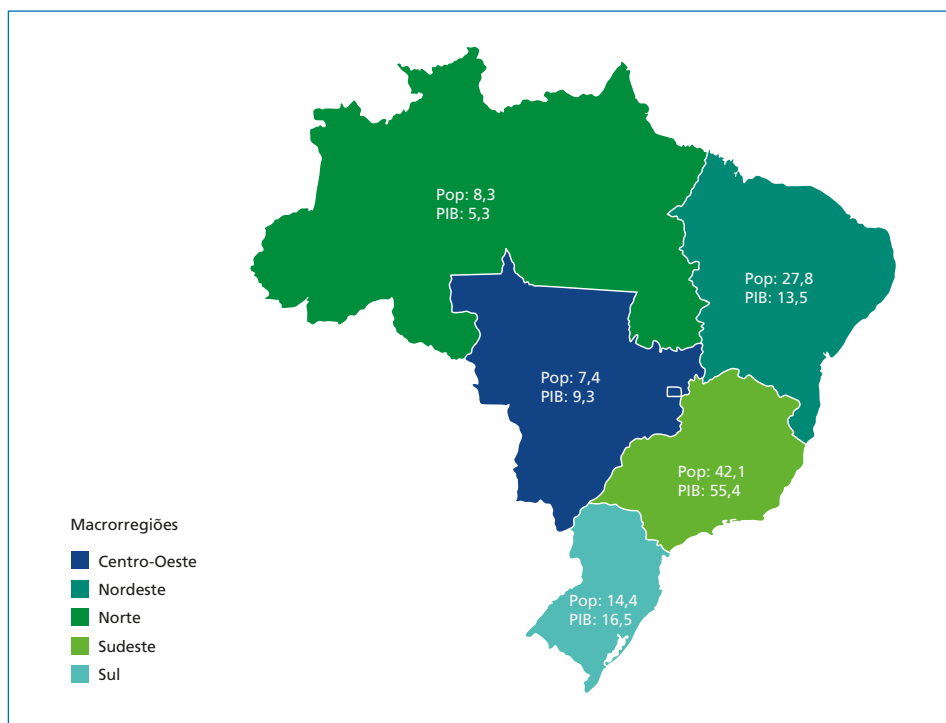 Pop: 8,3
PIB: 5,3
Pop: 27,8
PIB: 13,5
Pop: 7,4
PIB: 9,3
Pop: 42,1
PIB: 55,4
Pop: 14,4
PIB: 16,5
Macrorregiões
Centro-Oeste
Nordeste
Norte
Sudeste
Sul